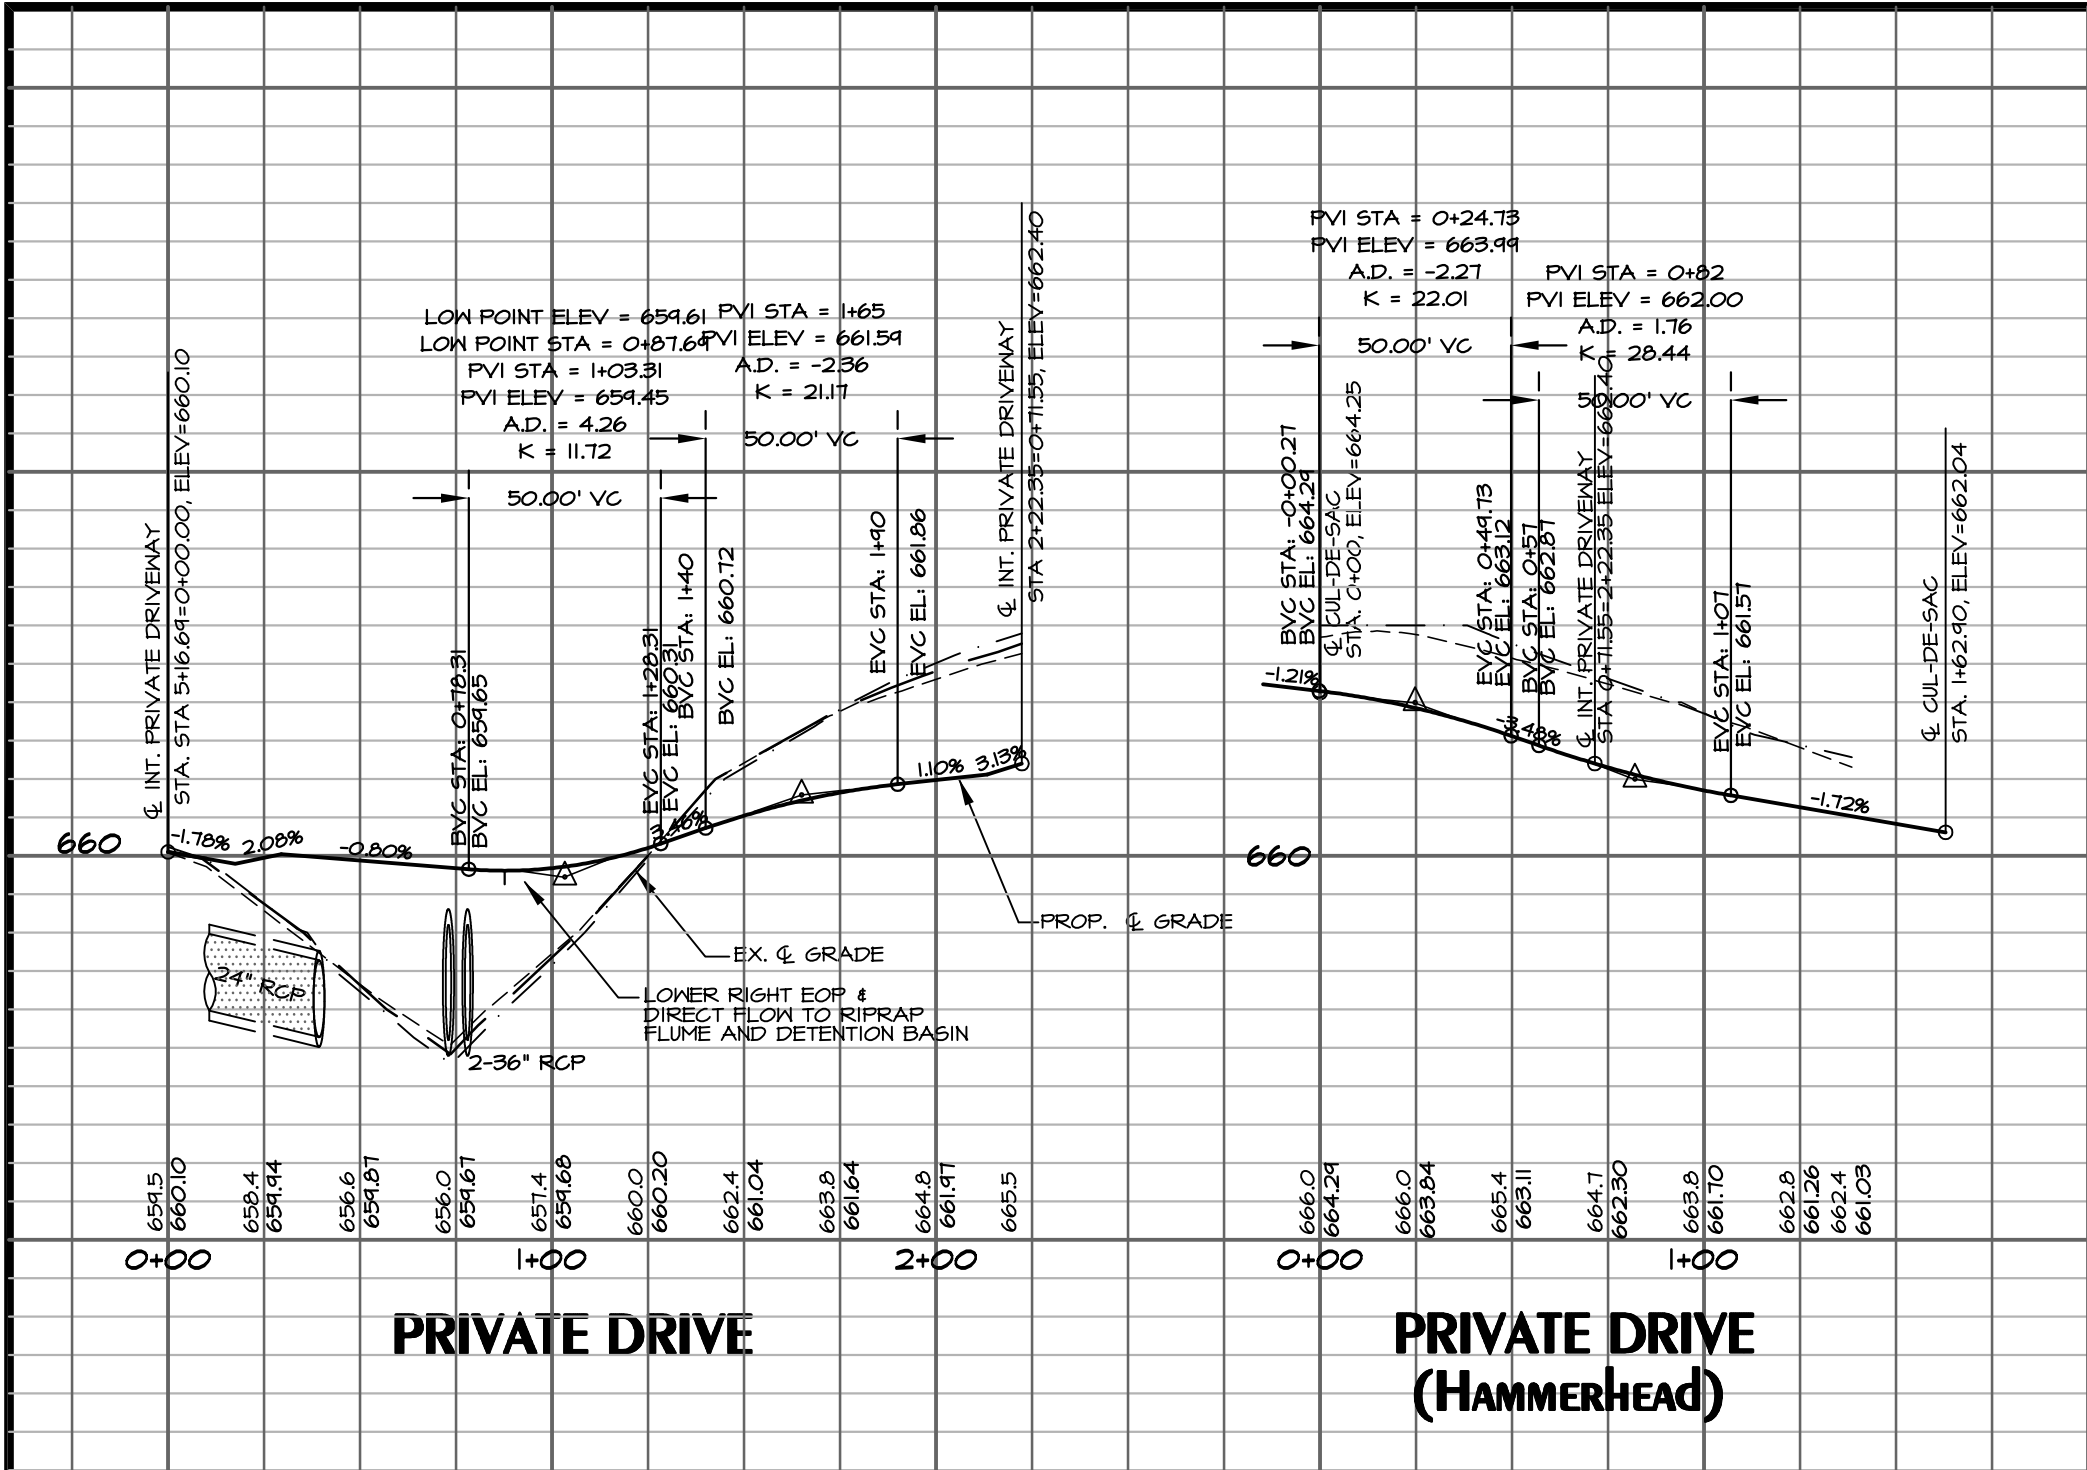 PVI STA = 0+24.73
PVI ELEV = 663.99
A.D. = -2.27
K = 22.01
50.00' VC
PVI STA = 0+82
PVI ELEV = 662.00
A.D. = 1.76
K = 28.44
50.00' VC
LOW POINT ELEV = 659.61
LOW POINT STA = 0+87.69
PVI STA = 1+03.31
PVI ELEV = 659.45
A.D. = 4.26
K = 11.72
50.00' VC
PVI STA = 1+65
PVI ELEV = 661.59
A.D. = -2.36
K = 21.17
50.00' VC
℄ INT. PRIVATE DRIVEWAY
STA. STA 5+16.69=0+00.00, ELEV=660.10
BVC STA: 0+78.31
BVC EL: 659.65
EVC STA: 1+28.31
EVC EL: 660.31
BVC STA: 1+40
BVC EL: 660.72
EVC STA: 1+90
EVC EL: 661.86
℄ INT. PRIVATE DRIVEWAY
STA 2+22.35=0+71.55, ELEV=662.40
BVC STA: -0+00.27
BVC EL: 664.29
℄ CUL-DE-SAC
STA. 0+00, ELEV=664.25
EVC STA: 0+49.73
EVC EL: 663.12
BVC STA: 0+57
BVC EL: 662.87
℄ INT. PRIVATE DRIVEWAY
STA 0+71.55=2+22.35 ELEV=662.40
EVC STA: 1+07
EVC EL: 661.57
℄ CUL-DE-SAC
STA. 1+62.90, ELEV=662.04
660
-1.78%
2.08%
-0.80%
3.46%
1.10%
3.13%
-1.21%
-3.48%
-1.72%
660
PROP. ℄ GRADE
EX. ℄ GRADE
LOWER RIGHT EOP &
DIRECT FLOW TO RIPRAP
FLUME AND DETENTION BASIN
24" RCP
2-36" RCP
659.5
660.10
658.4
659.94
656.6
659.87
656.0
659.67
657.4
659.68
660.0
660.20
662.4
661.04
663.8
661.64
664.8
661.97
665.5
666.0
664.29
666.0
663.84
665.4
663.11
664.7
662.30
663.8
661.70
662.8
661.26
662.4
661.03
0+00
1+00
2+00
0+00
1+00
PRIVATE DRIVE
PRIVATE DRIVE
(HAMMERHEAd)